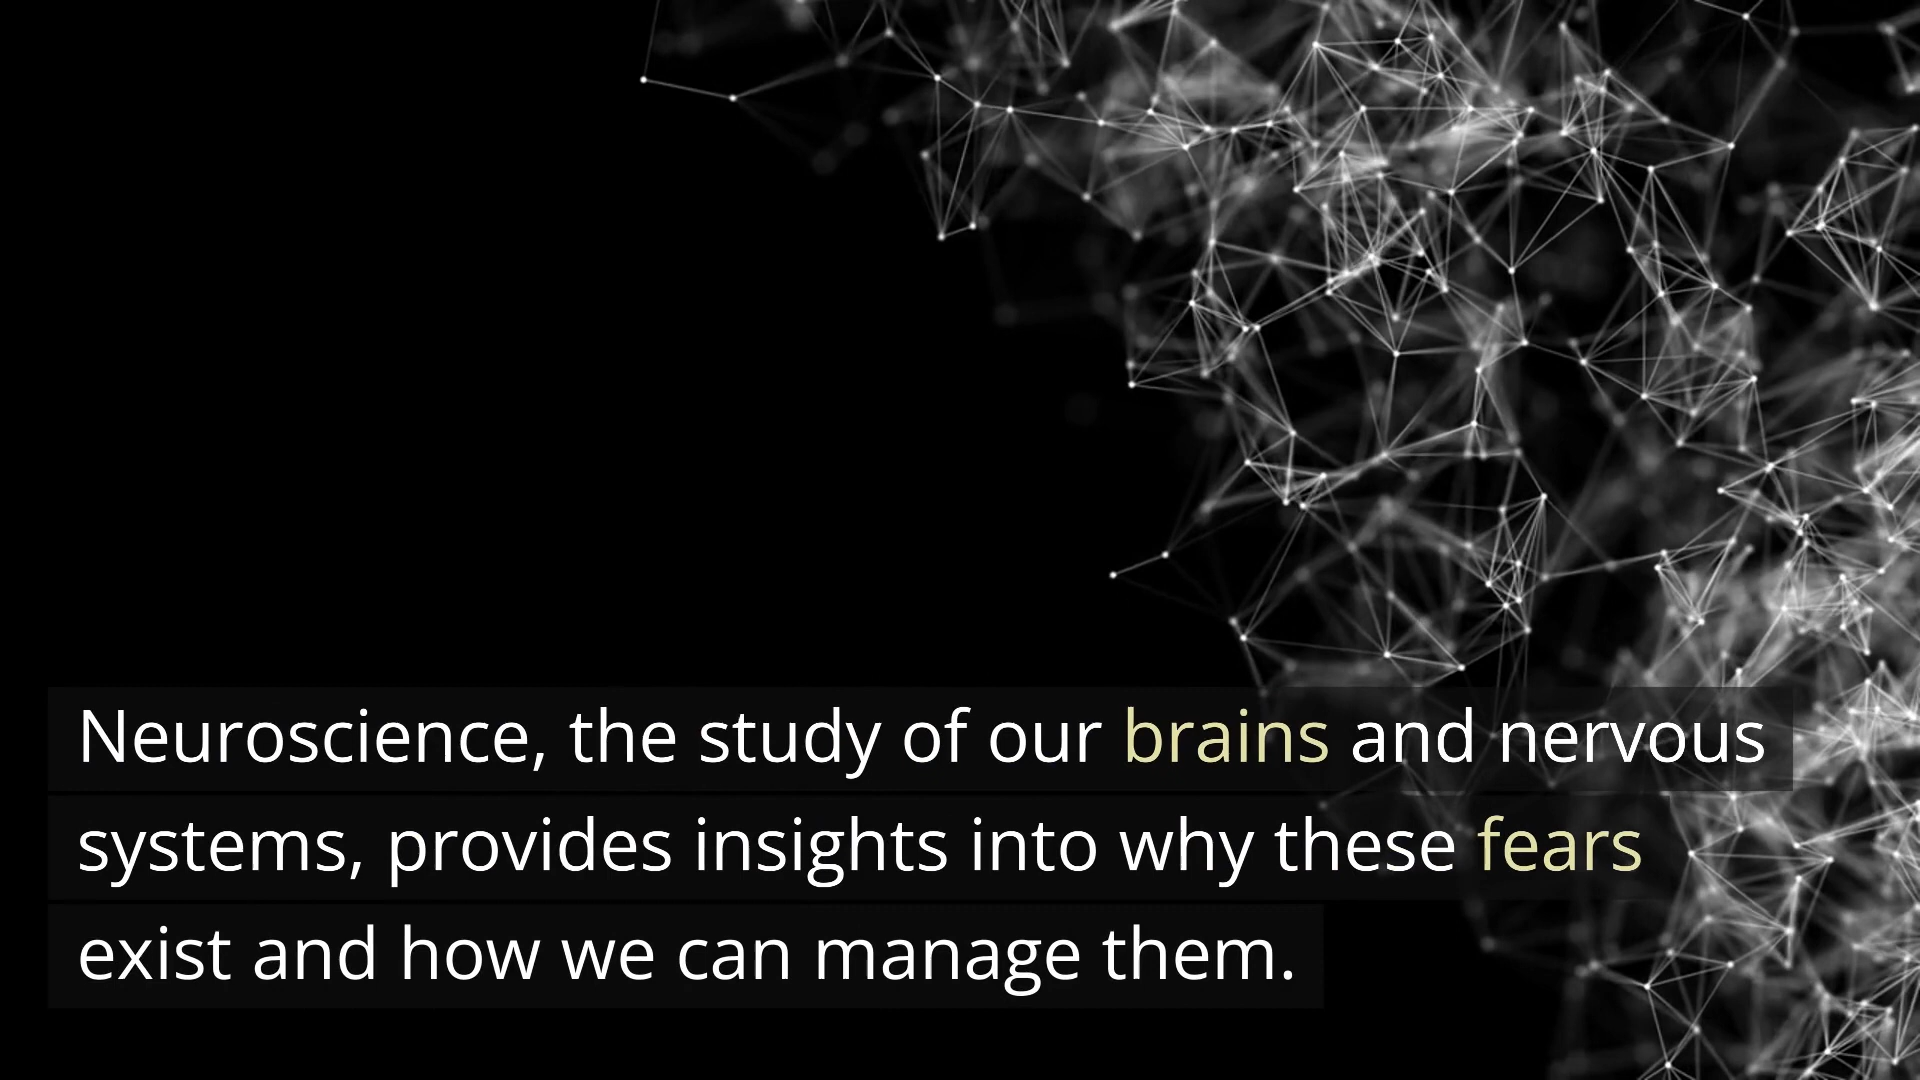 Neuroscience, the study of our brains and nervous
systems, provides insights into why these fears
exist and how we can manage them.